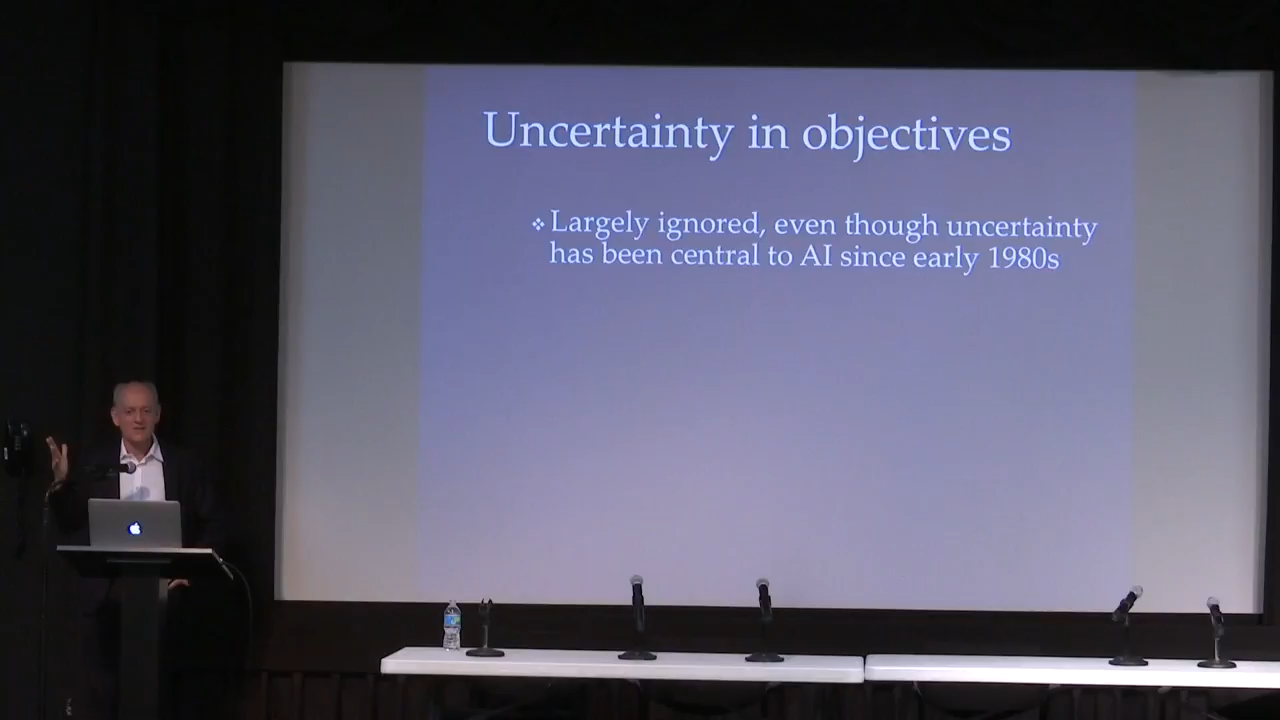 Uncertainty in objectives
❖ Largely ignored, even though uncertainty
has been central to AI since early 1980s